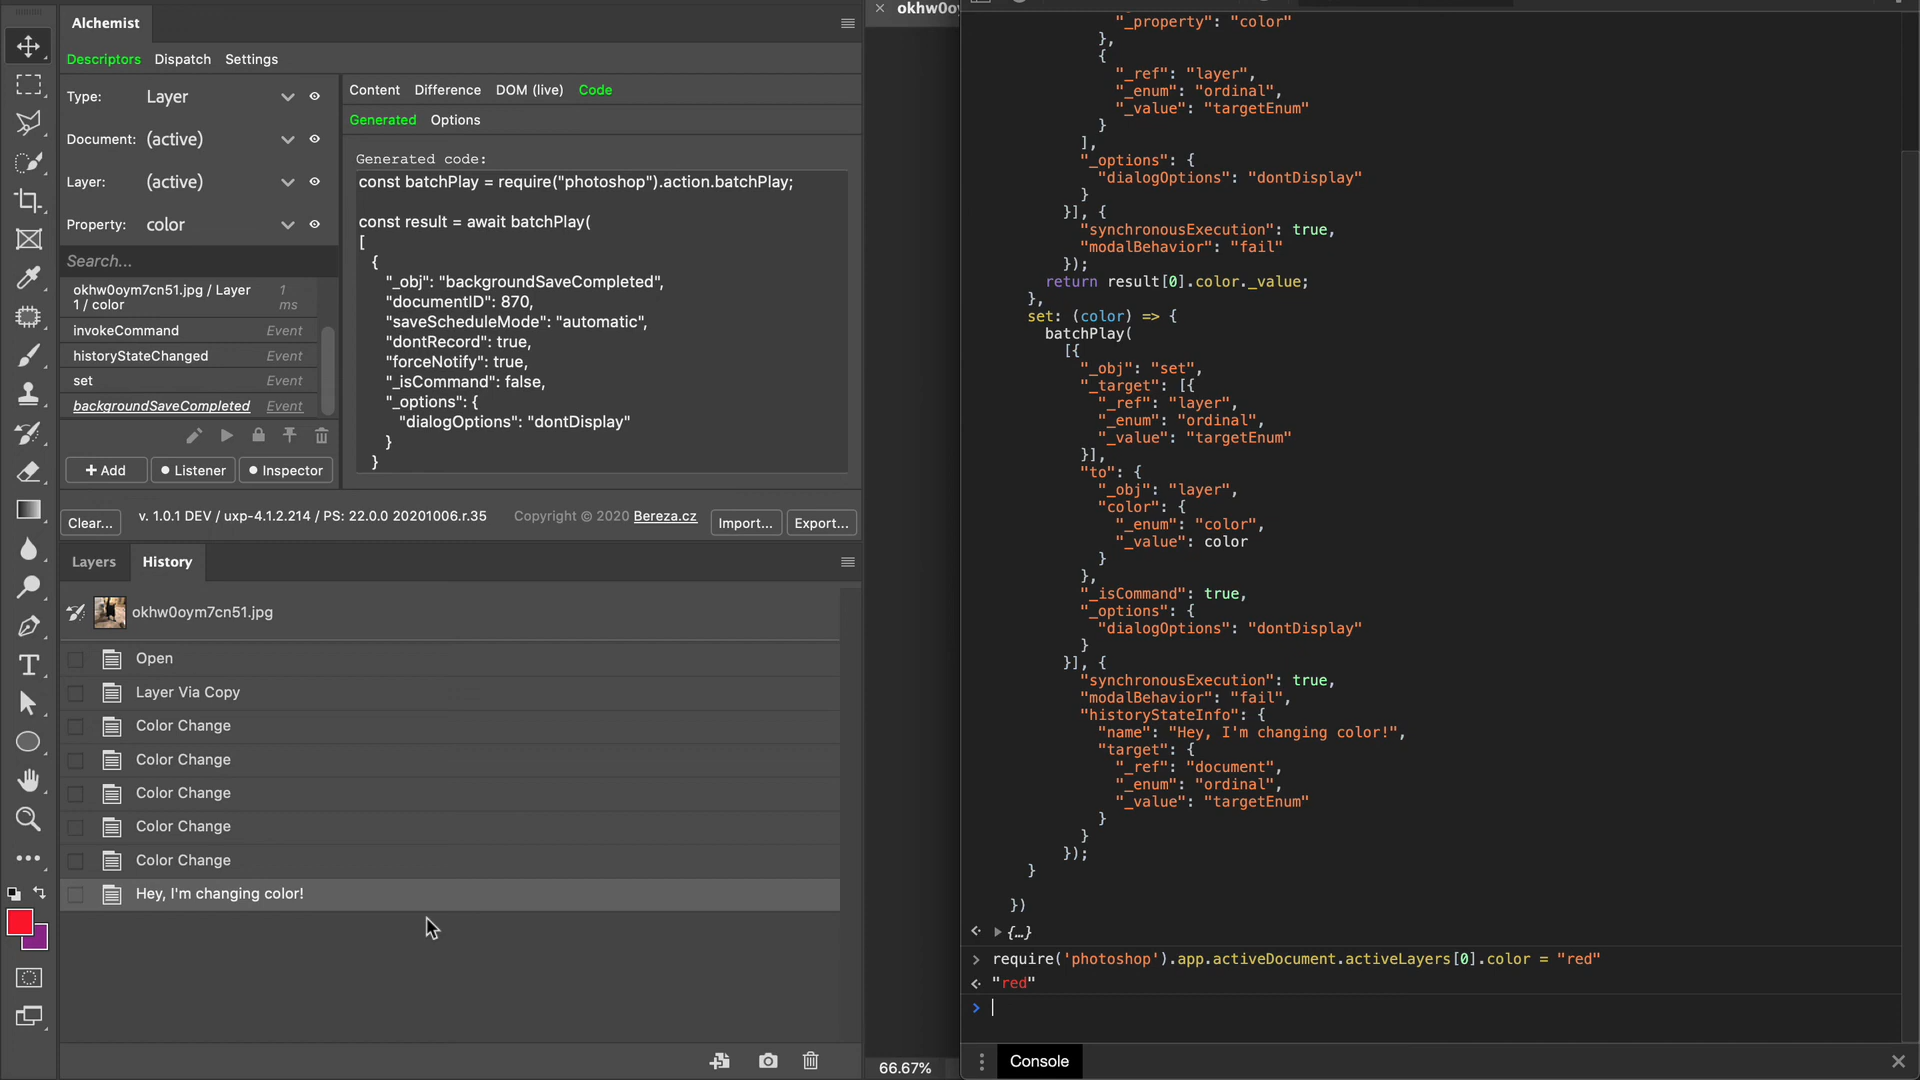 Alchemist
Descriptors Dispatch Settings
Type: Layer
Document: (active)
Layer: (active)
Property: color
Search...
okhw0oym7cn51.jpg / Layer 1 ms
1 / color
invokeCommand Event
historyStateChanged Event
set Event
backgroundSaveCompleted Event
+ Add
Listener
Inspector
Content Difference DOM (live) Code
Generated Options
Generated code:
const batchPlay = require("photoshop").action.batchPlay;
const result = await batchPlay(
[
{
"_obj": "backgroundSaveCompleted",
"documentID": 870,
"saveScheduleMode": "automatic",
"dontRecord": true,
"forceNotify": true,
"_isCommand": false,
"_options": {
"dialogOptions": "dontDisplay"
}
}
Clear...
v. 1.0.1 DEV / uxp-4.1.2.214 / PS: 22.0.0 20201006.r.35
Copyright © 2020 Bereza.cz
Import...
Export...
Layers History
okhw0oym7cn51.jpg
Open
Layer Via Copy
Color Change
Color Change
Color Change
Color Change
Color Change
Hey, I'm changing color!
× okhw0oy
66.67%
"_property": "color"
},
{
"_ref": "layer",
"_enum": "ordinal",
"_value": "targetEnum"
}
],
"_options": {
"dialogOptions": "dontDisplay"
}
}], {
"synchronousExecution": true,
"modalBehavior": "fail"
});
return result[0].color._value;
},
set: (color) => {
batchPlay(
[{
"_obj": "set",
"_target": [{
"_ref": "layer",
"_enum": "ordinal",
"_value": "targetEnum"
}],
"to": {
"_obj": "layer",
"color": {
"_enum": "color",
"_value": color
}
},
"_isCommand": true,
"_options": {
"dialogOptions": "dontDisplay"
}
}], {
"synchronousExecution": true,
"modalBehavior": "fail",
"historyStateInfo": {
"name": "Hey, I'm changing color!",
"target": {
"_ref": "document",
"_enum": "ordinal",
"_value": "targetEnum"
}
}
});
}
})
{…}
require('photoshop').app.activeDocument.activeLayers[0].color = "red"
"red"
Console